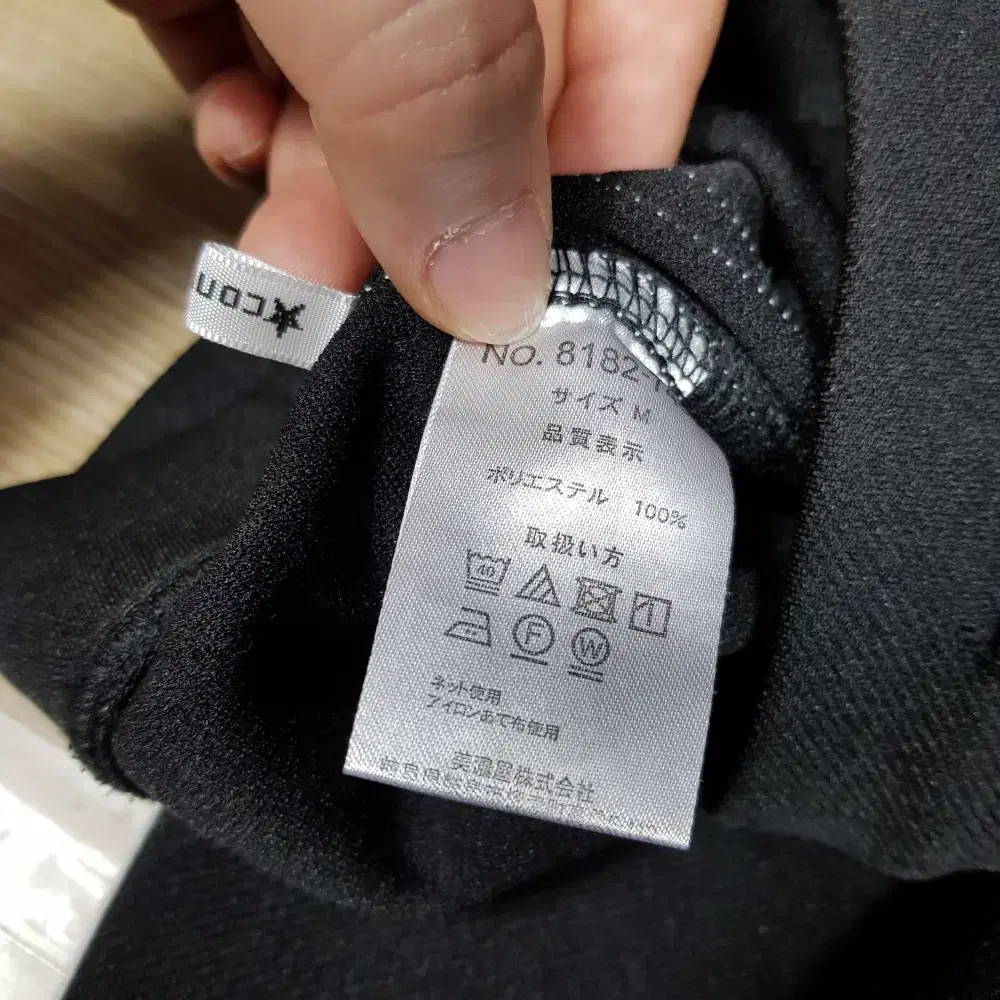 NO. 8182
サイズ M
品質表示
ポリエステル 100%
取扱い方
40
F W
ネット使用
アイロンあて布使用
美濃屋株式会社